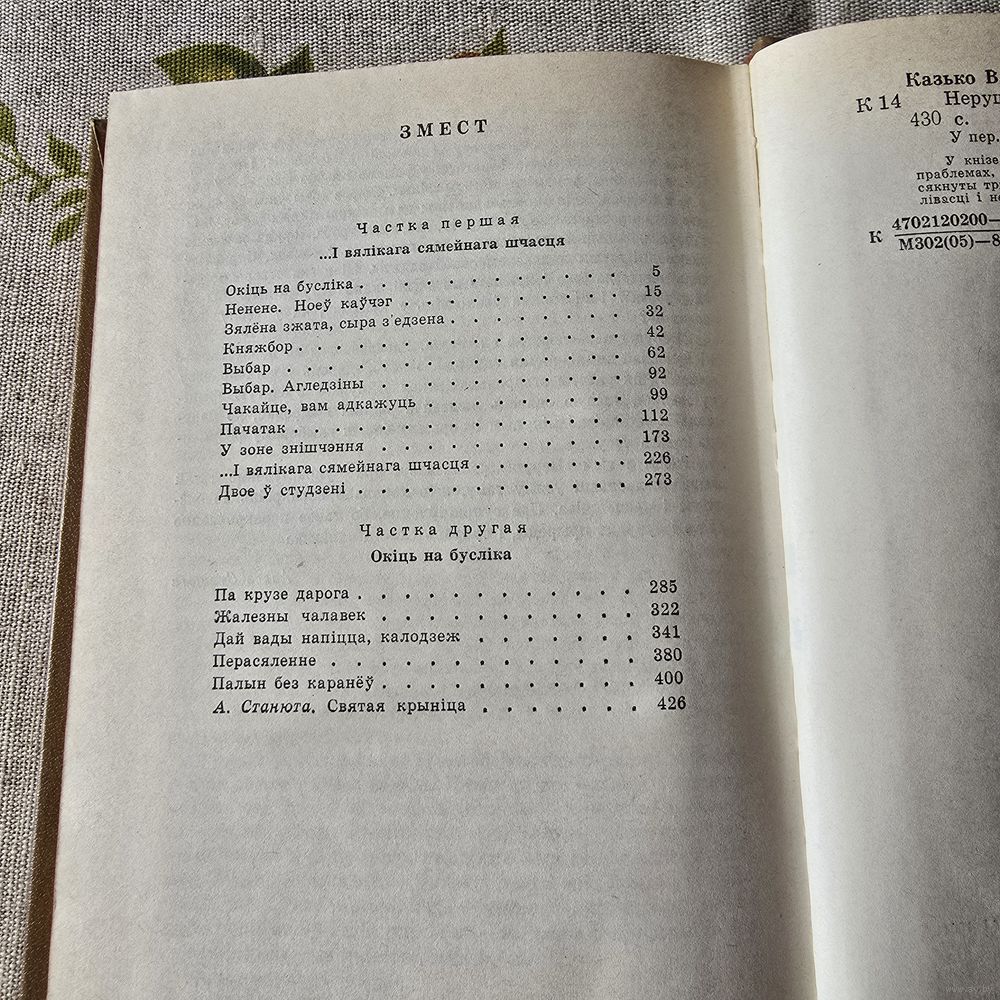 ЗМЕСТ
Частка першая
...І вялікага сямейнага шчасця
Окіць на бусліка . . . . . . . . . . . . 5
Ненене. Ноеў каўчэг . . . . . . . . . . 15
Зялёна зжата, сыра з'едзена . . . . . . . . 32
Княжбор . . . . . . . . . . . . . . 42
Выбар . . . . . . . . . . . . . . 62
Выбар. Агледзіны . . . . . . . . . . . 92
Чакайце, вам адкажуць . . . . . . . . . 99
Пачатак . . . . . . . . . . . . . . 112
У зоне знішчэння . . . . . . . . . . . 173
...І вялікага сямейнага шчасця . . . . . . . 226
Двое ў студзені . . . . . . . . . . . . 273
Частка другая
Окіць на бусліка
Па крузе дарога . . . . . . . . . . . . 285
Жалезны чалавек . . . . . . . . . . . 322
Дай вады напіцца, калодзеж . . . . . . . 341
Перасяленне . . . . . . . . . . . . . 380
Палын без каранёў . . . . . . . . . . . 400
А. Станюта. Святая крыніца . . . . . . . 426
Казько В
К 14 Неруш
430 с.
У пер.
У кнізе
праблемах,
сякнуты
лівасці і
К 4702120200—
М302(05)—8